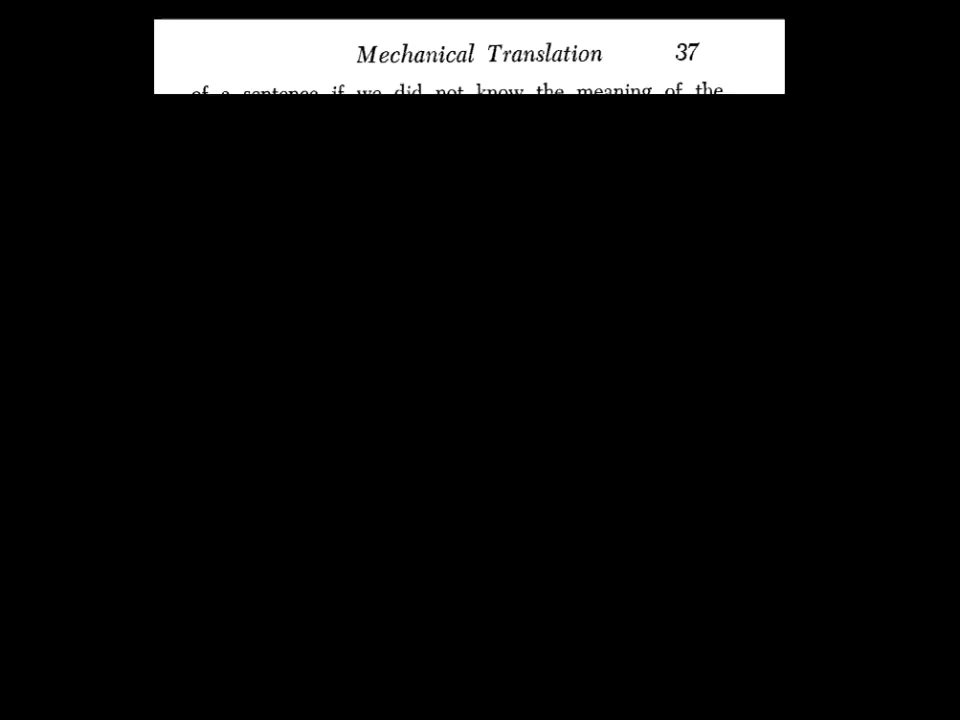 Mechanical Translation 37
of a sentence if we did not know the meaning of the